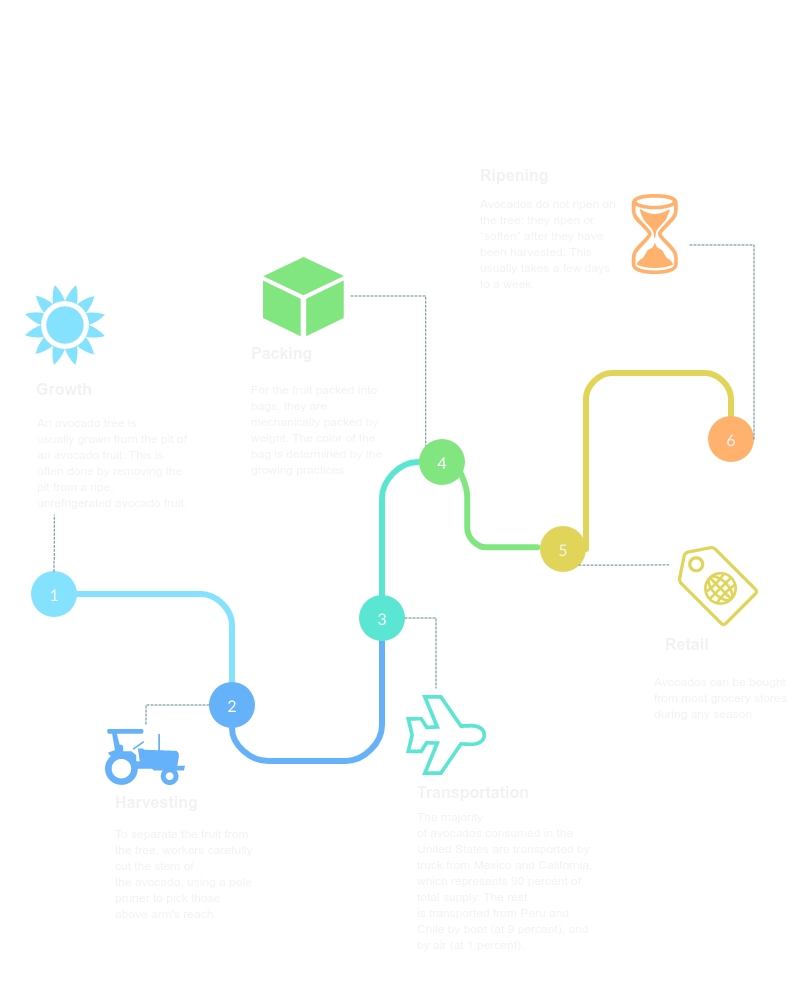 Ripening
Avocados do not ripen on
the tree; they ripen or
"soften" after they have
been harvested. This
usually takes a few days
to a week.
Packing
For the fruit packed into
bags, they are
mechenically packed by
weight. The color of the
bag is determined by the
growing practices.
Growth
An avocado tree is
usually grown from the pit of
an avocado fruit. This is
often done by removing the
pit from a ripe,
unrefrigerated avocado fruit.
4
6
5
1
3
2
Retail
Avocados can be bought
from most grocery stores
during any season.
Harvesting
To separate the fruit from
the tree, workers carefully
cut the stem of
the avocado, using a pole
pruner to pick those
above arm's reach.
Transportation
The majority
of avocados consumed in the
United States are transported by
truck from Mexico and California,
which represents 90 percent of
total supply. The rest
is transported from Peru and
Chile by boat (at 9 percent), and
by air (at 1 percent).